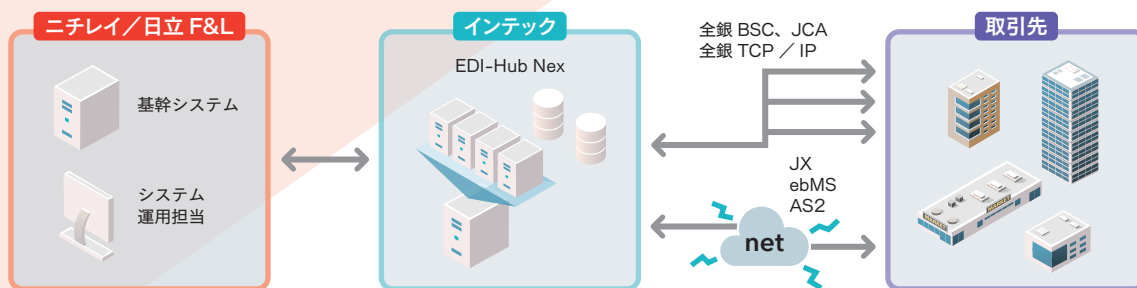 ニチレイ／日立 F&L
基幹システム
システム
運用担当
インテック
EDI-Hub Nex
全銀 BSC、JCA
全銀 TCP ／ IP
JX
ebMS
AS2
net
取引先
MARKET
MARKET